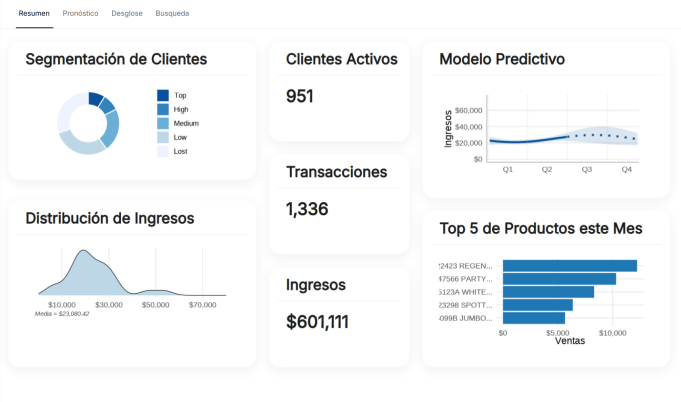 Resumen Pronóstico Desglose Busqueda
Segmentación de Clientes
Top
High
Medium
Low
Lost
Distribución de Ingresos
$10,000 $30,000 $50,000 $70,000
Media = $23,080.42
Clientes Activos
951
Transacciones
1,336
Ingresos
$601,111
Modelo Predictivo
Ingresos
$60,000
$40,000
$20,000
$0
Q1 Q2 Q3 Q4
Top 5 de Productos este Mes
22423 REGEN...
47566 PARTY...
5123A WHITE...
23298 SPOTT...
099B JUMBO...
$0 $5,000 $10,000
Ventas